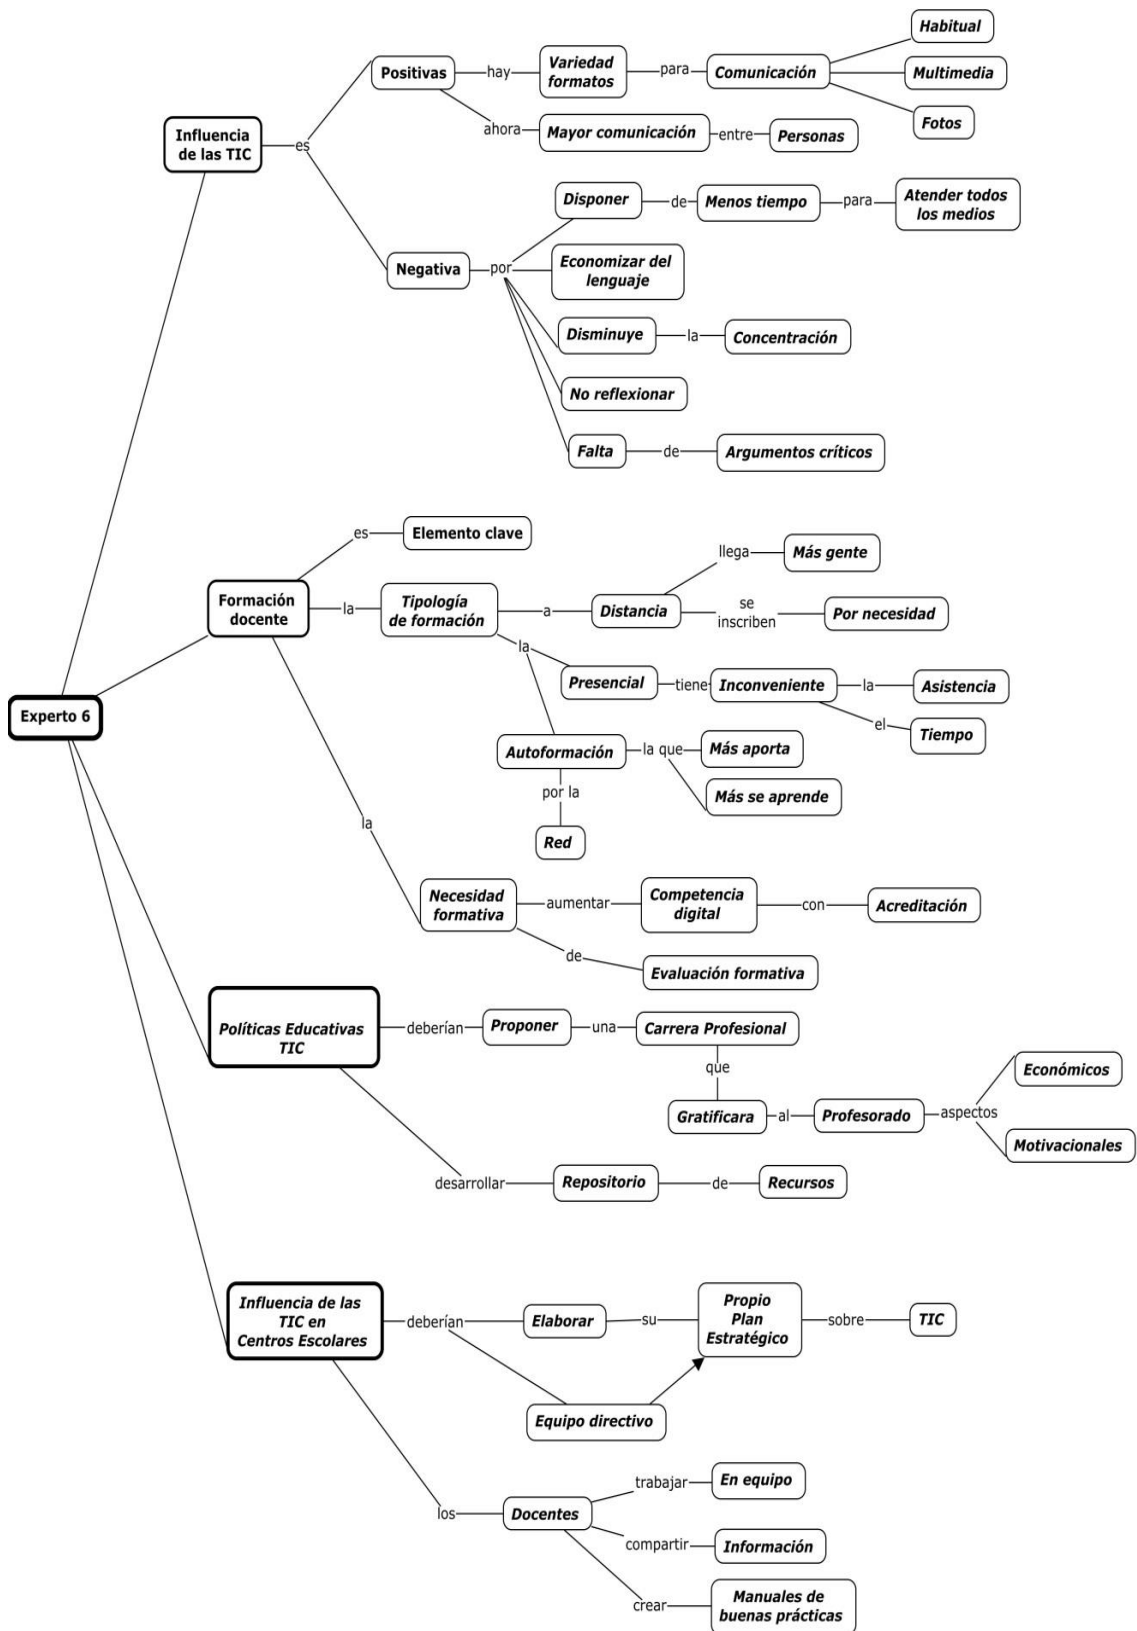 Experto 6
Influencia
de las TIC
es
Positivas
hay
Variedad
formatos
para
Comunicación
Habitual
Multimedia
Fotos
ahora
Mayor comunicación
entre
Personas
Negativa
por
Disponer
de
Menos tiempo
para
Atender todos
los medios
Economizar del
lenguaje
Disminuye
la
Concentración
No reflexionar
Falta
de
Argumentos críticos
Formación
docente
es
Elemento clave
la
Tipología
de formación
a
Distancia
llega
Más gente
se
inscriben
Por necesidad
la
Presencial
tiene
Inconveniente
la
Asistencia
el
Tiempo
Autoformación
la que
Más aporta
Más se aprende
por la
Red
la
Necesidad
formativa
aumentar
Competencia
digital
con
Acreditación
de
Evaluación formativa
Políticas Educativas
TIC
deberían
Proponer
una
Carrera Profesional
que
Gratificara
al
Profesorado
aspectos
Económicos
Motivacionales
desarrollar
Repositorio
de
Recursos
Influencia de las
TIC en
Centros Escolares
deberían
Elaborar
su
Propio
Plan
Estratégico
sobre
TIC
Equipo directivo
los
Docentes
trabajar
En equipo
compartir
Información
crear
Manuales de
buenas prácticas